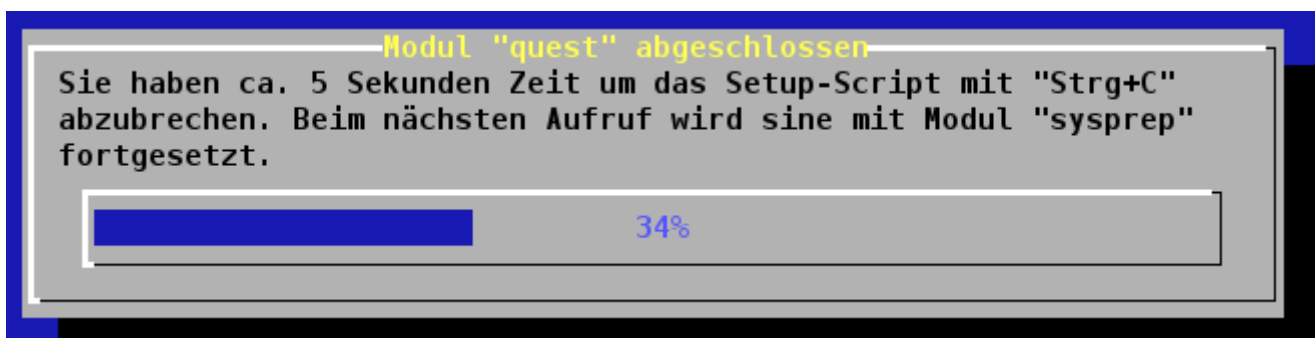 Modul "quest" abgeschlossen
Sie haben ca. 5 Sekunden Zeit um das Setup-Script mit "Strg+C"
abzubrechen. Beim nächsten Aufruf wird sine mit Modul "sysprep"
fortgesetzt.
34%